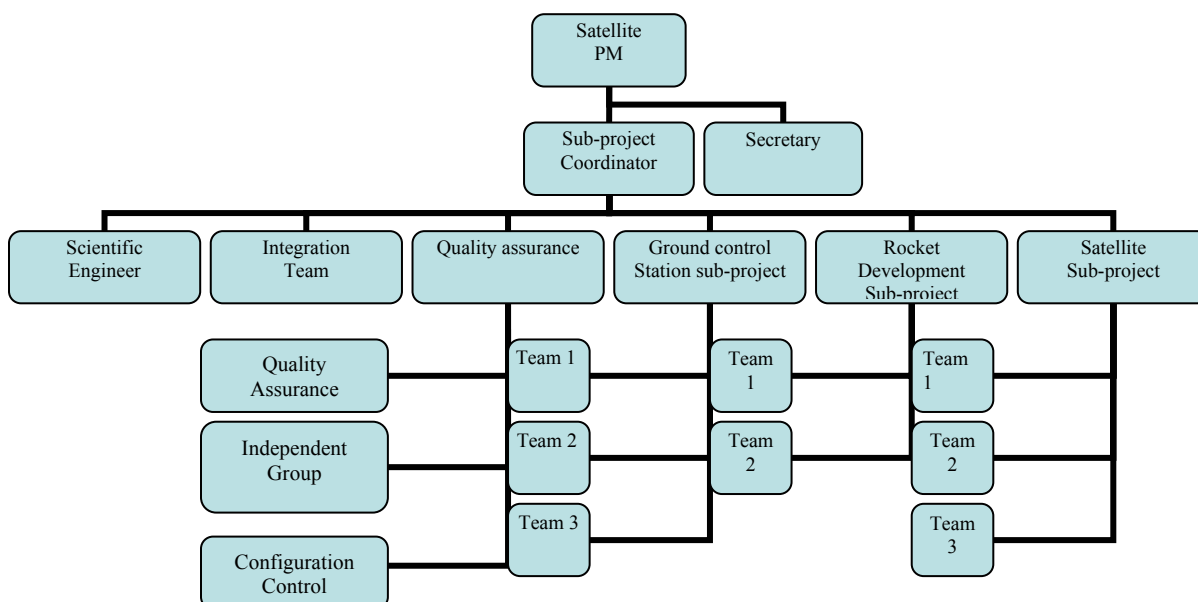 Satellite
PM
Sub-project
Coordinator
Secretary
Scientific
Engineer
Integration
Team
Quality assurance
Ground control
Station sub-project
Rocket
Development
Sub-project
Satellite
Sub-project
Quality
Assurance
Team 1
Team
1
Team
1
Independent
Group
Team 2
Team
2
Team
2
Configuration
Control
Team 3
Team
3